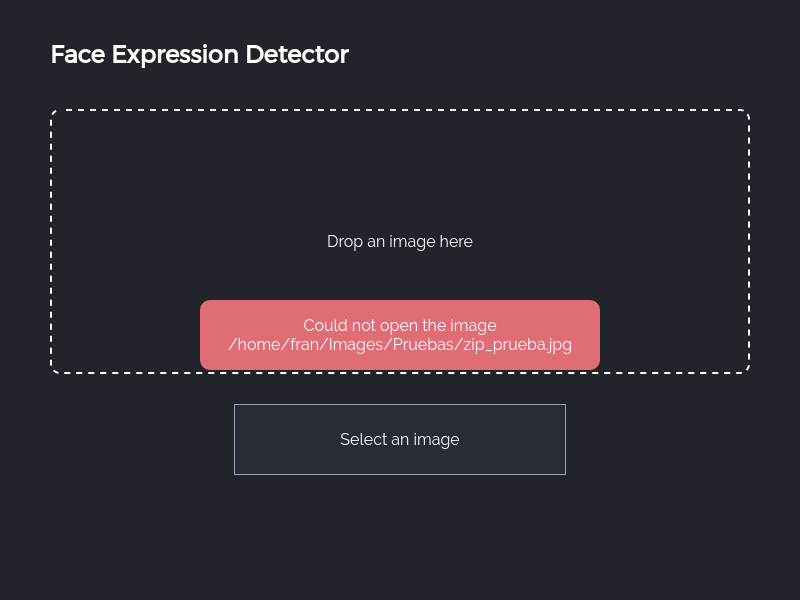 Face Expression Detector
Drop an image here
Could not open the image
/home/fran/Images/Pruebas/zip_prueba.jpg
Select an image